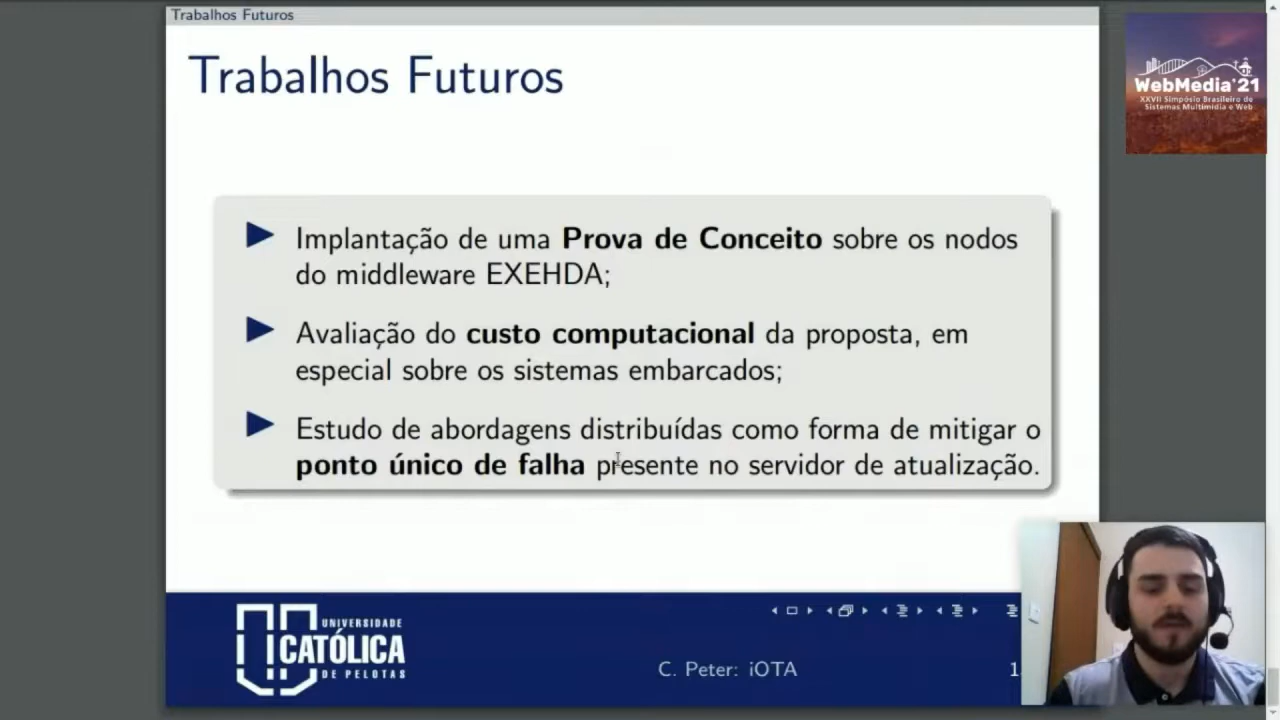 Trabalhos Futuros
Trabalhos Futuros
WebMedia'21
XXVII Simpósio Brasileiro de
Sistemas Multimídia e Web
Implantação de uma Prova de Conceito sobre os nodos
do middleware EXEHDA;
Avaliação do custo computacional da proposta, em
especial sobre os sistemas embarcados;
Estudo de abordagens distribuídas como forma de mitigar o
ponto único de falha presente no servidor de atualização.
UNIVERSIDADE
CATÓLICA
DE PELOTAS
C. Peter: iOTA
1